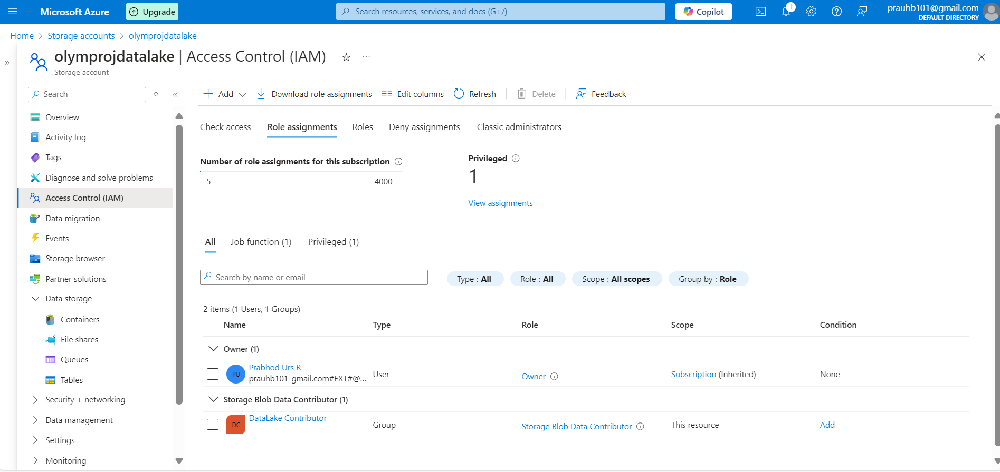 Microsoft Azure
Upgrade
Search resources, services, and docs (G+/)
Copilot
1
prauhb101@gmail.com
DEFAULT DIRECTORY
Home > Storage accounts > olymprojdatalake
olymprojdatalake | Access Control (IAM)
Storage account
Search
Add
Download role assignments
Edit columns
Refresh
Delete
Feedback
Overview
Activity log
Tags
Diagnose and solve problems
Access Control (IAM)
Data migration
Events
Storage browser
Partner solutions
Data storage
Containers
File shares
Queues
Tables
Security + networking
Data management
Settings
Monitoring
Check access
Role assignments
Roles
Deny assignments
Classic administrators
Number of role assignments for this subscription
5
4000
Privileged
1
View assignments
All
Job function (1)
Privileged (1)
Search by name or email
Type : All
Role : All
Scope : All scopes
Group by : Role
2 items (1 Users, 1 Groups)
Name
Type
Role
Scope
Condition
Owner (1)
PU
Prabhod Urs R
prauhb101_gmail.com#EXT#@...
User
Owner
Subscription (Inherited)
None
Storage Blob Data Contributor (1)
DC
DataLake Contributor
Group
Storage Blob Data Contributor
This resource
Add